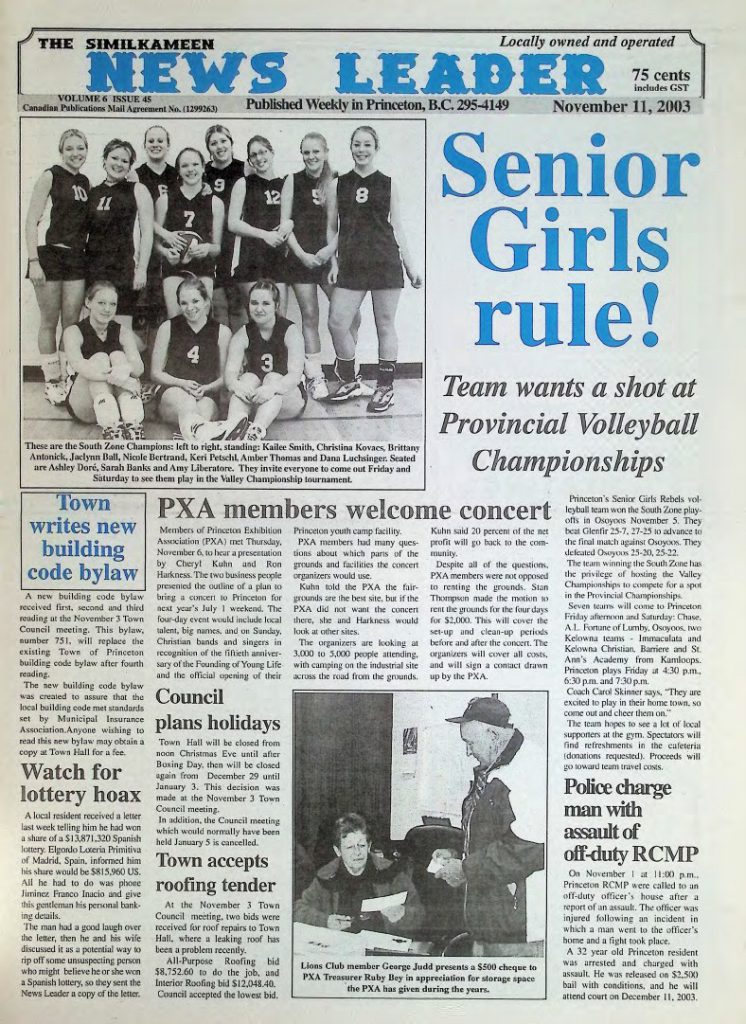 THE SIMILKAMEEN
Locally owned and operated
NEWS LEADER
75 cents
includes GST
VOLUME 6 ISSUE 45
Canadian Publications Mail Agreement No. (1299263)
Published Weekly in Princeton, B.C. 295-4149
November 11, 2003
10
11
6
7
9
12
5
8
4
3
These are the South Zone Champions: left to right, standing: Kailee Smith, Christina Kovacs, Brittany
Antonick, Jaclynn Ball, Nicole Bertrand, Keri Petschl, Amber Thomas and Dana Luchsinger. Seated
are Ashley Doré, Sarah Banks and Amy Liberatore. They invite everyone to come out Friday and
Saturday to see them play in the Valley Championship tournament.
Senior
Girls
rule!
Team wants a shot at
Provincial Volleyball
Championships
Princeton's Senior Girls Rebels vol-
leyball team won the South Zone play-
offs in Osoyoos November 5. They
beat Glenfir 25-7, 27-25 to advance to
the final match against Osoyoos. They
defeated Osoyoos 25-20, 25-22.
The team winning the South Zone has
the privilege of hosting the Valley
Championships to compete for a spot
in the Provincial Championships.
Seven teams will come to Princeton
Friday afternoon and Saturday: Chase,
A.L. Fortune of Lumby, Osoyoos, two
Kelowna teams - Immaculata and
Kelowna Christian, Barriere and St.
Ann's Academy from Kamloops.
Princeton plays Friday at 4:30 p.m.,
6:30 p.m. and 7:30 p.m.
Coach Carol Skinner says, "They are
excited to play in their home town, so
come out and cheer them on."
The team hopes to see a lot of local
supporters at the gym. Spectators will
find refreshments in the cafeteria
(donations requested). Proceeds will
go toward team travel costs.
Town
writes new
building
code bylaw
A new building code bylaw
received first, second and third
reading at the November 3 Town
Council meeting. This bylaw,
number 751, will replace the
existing Town of Princeton
building code bylaw after fourth
reading.
The new building code bylaw
was created to assure that the
local building code met standards
set by Municipal Insurance
Association.Anyone wishing to
read this new bylaw may obtain a
copy at Town Hall for a fee.
Watch for
lottery hoax
A local resident received a letter
last week telling him he had won
a share of a $13,871,320 Spanish
lottery. Elgordo Loxeria Primitiva
of Madrid, Spain, informed him
his share would be $815,960 US.
All he had to do was phone
Jiminez Franco Inacio and give
this gentleman his personal bank-
ing details.
The man had a good laugh over
the letter, then he and his wife
discussed it as a potential way to
rip off some unsuspecting person
who might believe he or she won
a Spanish lottery, so they sent the
News Leader a copy of the letter.
PXA members welcome concert
Members of Princeton Exhibition
Association (PXA) met Thursday,
November 6, to hear a presentation
by Cheryl Kuhn and Ron
Harkness. The two business people
presented the outline of a plan to
bring a concert to Princeton for
next year's July 1 weekend. The
four-day event would include local
talent, big names, and on Sunday,
Christian bands and singers in
recognition of the fiftieth anniver-
sary of the Founding of Young Life
and the official opening of their
Princeton youth camp facility.
PXA members had many ques-
tions about which parts of the
grounds and facilities the concert
organizers would use.
Kuhn told the PXA the fair-
grounds are the best site, but if the
PXA did not want the concert
there, she and Harkness would
look at other sites.
The organizers are looking at
3,000 to 5,000 people attending,
with camping on the industrial site
across the road from the grounds.
Kuhn said 20 percent of the net
profit will go back to the com-
munity.
Despite all of the questions,
PXA members were not opposed
to renting the grounds. Stan
Thompson made the motion to
rent the grounds for the four days
for $2,000. This will cover the
set-up and clean-up periods
before and after the concert. The
organizers will cover all costs,
and will sign a contract drawn
up by the PXA.
Council
plans holidays
Town Hall will be closed from
noon Christmas Eve until after
Boxing Day, then will be closed
again from December 29 until
January 3. This decision was
made at the November 3 Town
Council meeting.
In addition, the Council meeting
which would normally have been
held January 5 is cancelled.
Town accepts
roofing tender
At the November 3 Town
Council meeting, two bids were
received for roof repairs to Town
Hall, where a leaking roof has
been a problem recently.
All-Purpose Roofing bid
$8,752.60 to do the job, and
Interior Roofing bid $12,048.40.
Council accepted the lowest bid.
Lions Club member George Judd presents a $500 cheque to
PXA Treasurer Ruby Bey in appreciation for storage space
the PXA has given during the years.
Police charge
man with
assault of
off-duty RCMP
On November 1 at 11:00 p.m.,
Princeton RCMP were called to an
off-duty officer's house after a
report of an assault. The officer was
injured following an incident in
which a man went to the officer's
home and a fight took place.
A 32 year old Princeton resident
was arrested and charged with
assault. He was released on $2,500
bail with conditions, and he will
attend court on December 11, 2003.